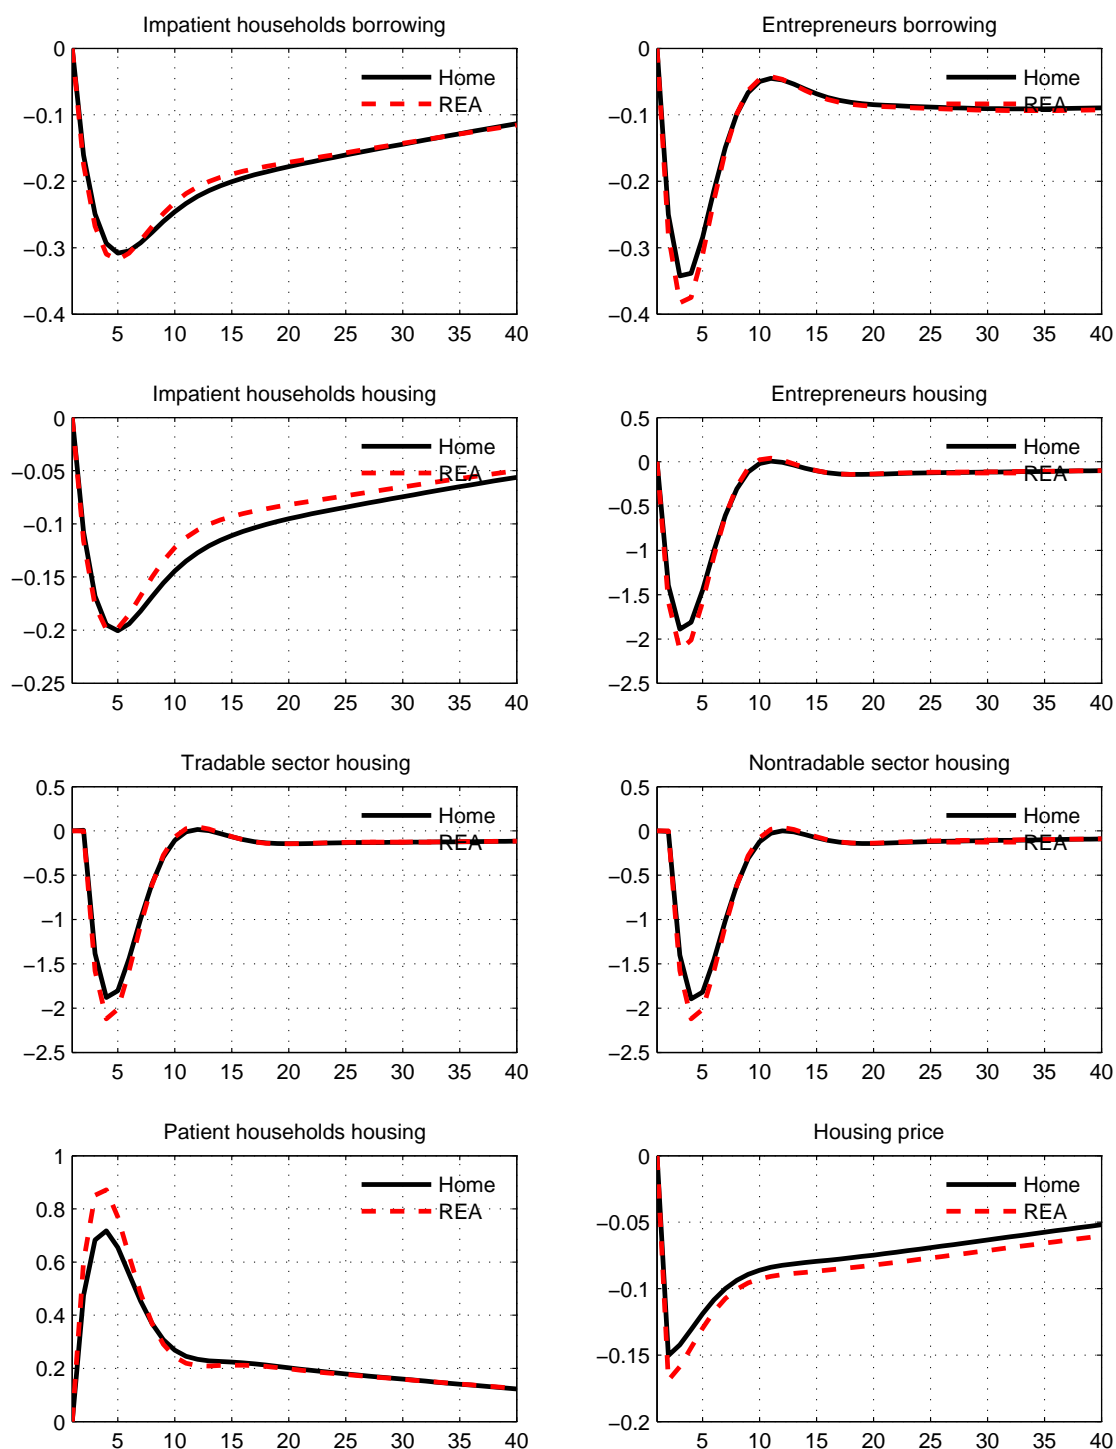 Impatient households borrowing
0
−0.1
−0.2
−0.3
−0.4
5 10 15 20 25 30 35 40
Home
REA
Entrepreneurs borrowing
0
−0.1
−0.2
−0.3
−0.4
5 10 15 20 25 30 35 40
Home
REA
Impatient households housing
0
−0.05
−0.1
−0.15
−0.2
−0.25
5 10 15 20 25 30 35 40
Home
REA
Entrepreneurs housing
0.5
0
−0.5
−1
−1.5
−2
−2.5
5 10 15 20 25 30 35 40
Home
REA
Tradable sector housing
0.5
0
−0.5
−1
−1.5
−2
−2.5
5 10 15 20 25 30 35 40
Home
REA
Nontradable sector housing
0.5
0
−0.5
−1
−1.5
−2
−2.5
5 10 15 20 25 30 35 40
Home
REA
Patient households housing
1
0.8
0.6
0.4
0.2
0
5 10 15 20 25 30 35 40
Home
REA
Housing price
0
−0.05
−0.1
−0.15
−0.2
5 10 15 20 25 30 35 40
Home
REA